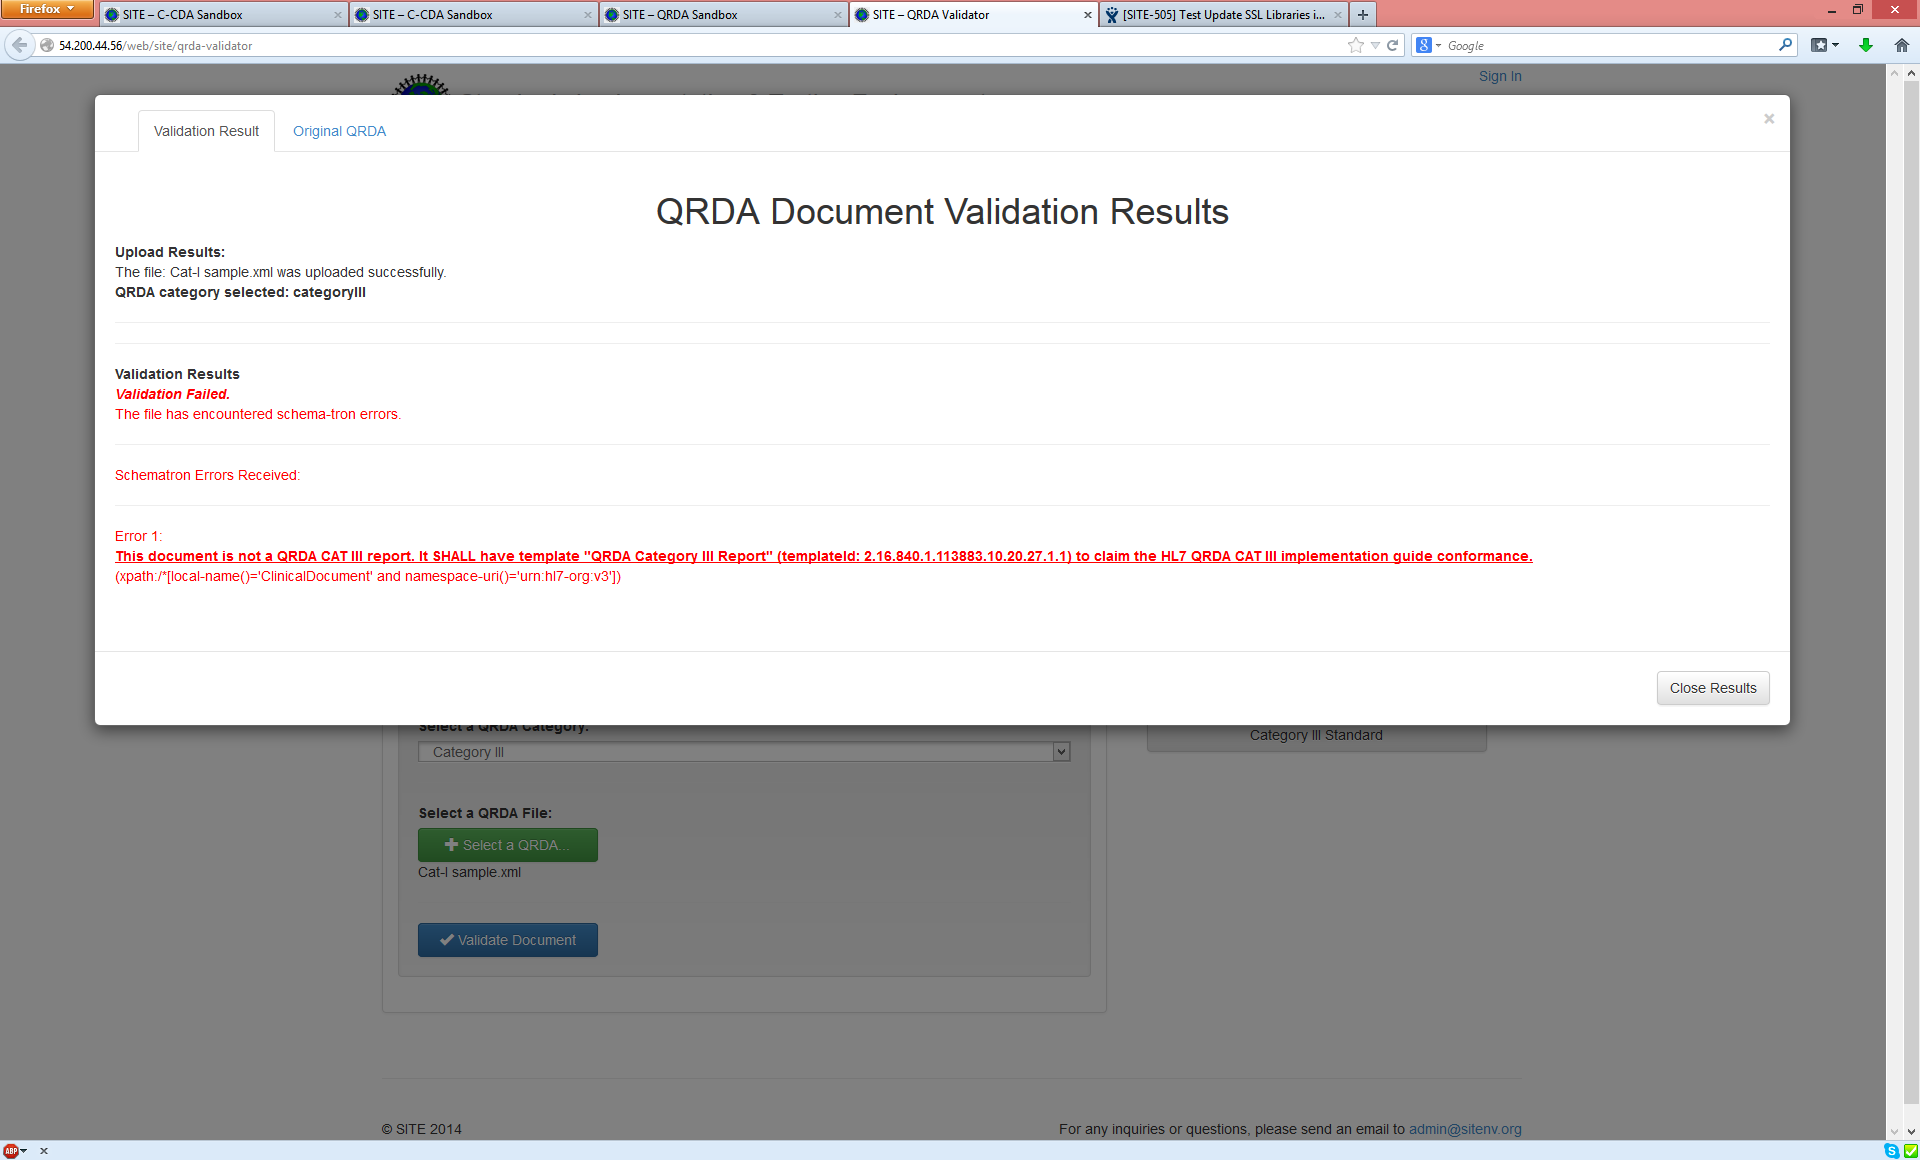 Firefox
SITE – C-CDA Sandbox
SITE – C-CDA Sandbox
SITE – QRDA Sandbox
SITE – QRDA Validator
[SITE-505] Test Update SSL Libraries i...
54.200.44.56/web/site/qrda-validator
8
Google
Sign In
Validation Result
Original QRDA
×
QRDA Document Validation Results
Upload Results:
The file: Cat-I sample.xml was uploaded successfully.
QRDA category selected: categoryIII
Validation Results
Validation Failed.
The file has encountered schema-tron errors.
Schematron Errors Received:
Error 1:
This document is not a QRDA CAT III report. It SHALL have template "QRDA Category III Report" (templateId: 2.16.840.1.113883.10.20.27.1.1) to claim the HL7 QRDA CAT III implementation guide conformance.
(xpath:/*[local-name()='ClinicalDocument' and namespace-uri()='urn:hl7-org:v3'])
Close Results
Select a QRDA Category:
Category III
Category III Standard
Select a QRDA File:
Select a QRDA...
Cat-I sample.xml
Validate Document
© SITE 2014
For any inquiries or questions, please send an email to admin@sitenv.org
ABP
S